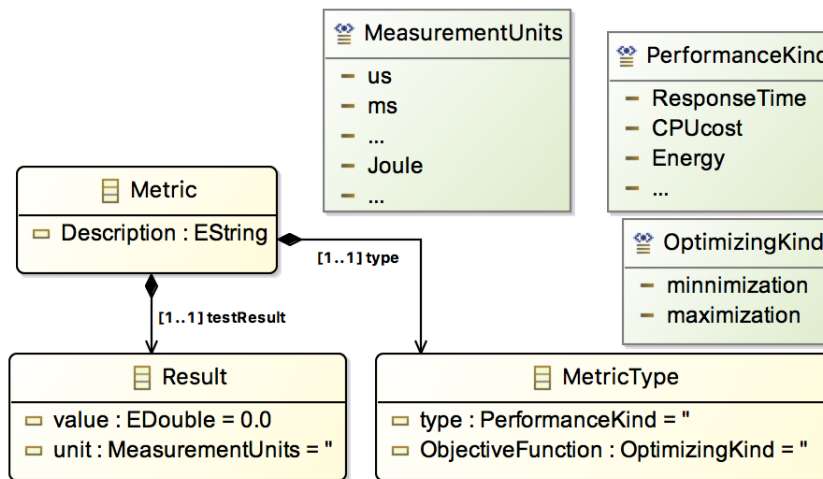 MeasurementUnits
us
ms
...
Joule
...
PerformanceKind
ResponseTime
CPUcost
Energy
...
OptimizingKind
minnimization
maximization
Metric
Description : EString
[1..1] type
[1..1] testResult
Result
value : EDouble = 0.0
unit : MeasurementUnits = "
MetricType
type : PerformanceKind = "
ObjectiveFunction : OptimizingKind = "